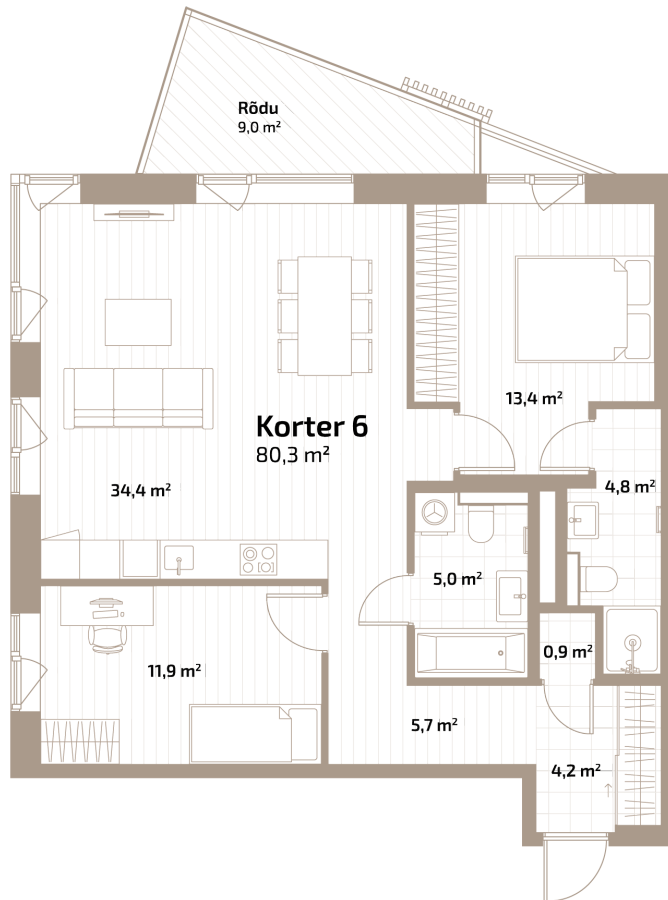 Rõdu
9,0 m²
13,4 m²
Korter 6
80,3 m²
34,4 m²
4,8 m²
5,0 m²
0,9 m²
11,9 m²
5,7 m²
4,2 m²